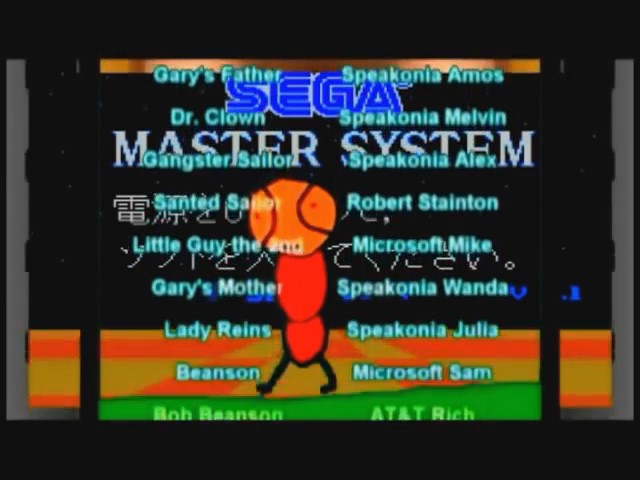 Gary's Father Speakonia Amos
SEGA
Dr. Clown Speakonia Melvin
MASTER SYSTEM
Gangster Sailor Speakonia Alex
Santed Sailor Robert Stainton
電源を
Little Guy the 2nd Microsoft Mike
ソフトを てください。
Gary's Mother Speakonia Wanda
Lady Reins Speakonia Julia
Beanson Microsoft Sam
Bob Beanson AT&T Rich